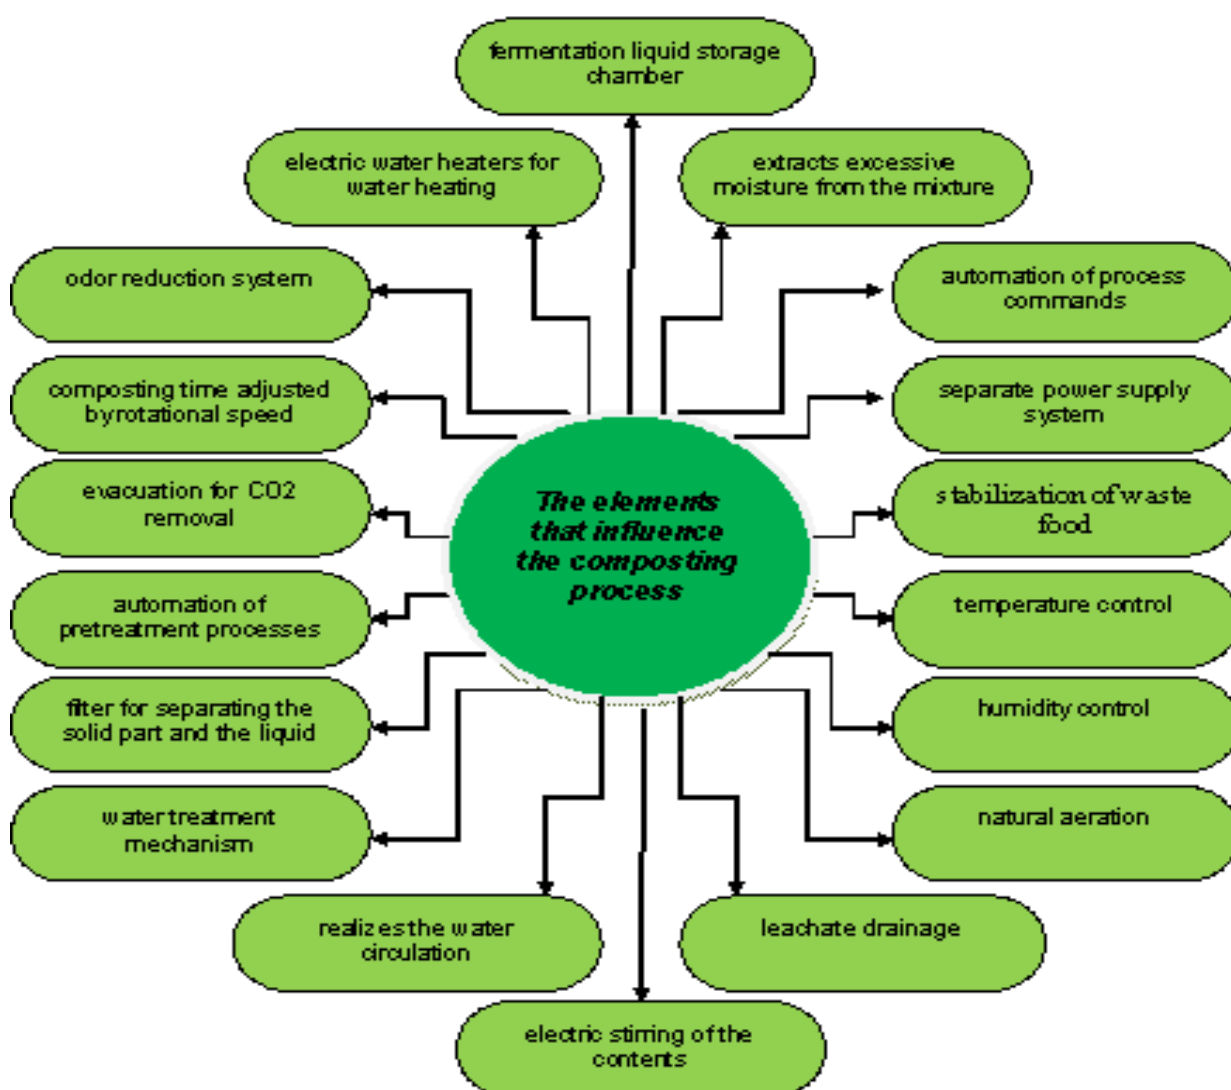 fermentation liquid storage
chamber
electric water heaters for
water heating
extracts excessive
moisture from the mixture
odor reduction system
automation of process
commands
composting time adjusted
by rotational speed
separate power supply
system
evacuation for CO2
removal
The elements
that influence
the composting
process
stabilization of waste
food
automation of
pretreatment processes
temperature control
filter for separating the
solid part and the liquid
humidity control
water treatment
mechanism
natural aeration
realizes the water
circulation
leachate drainage
electric stirring of the
contents